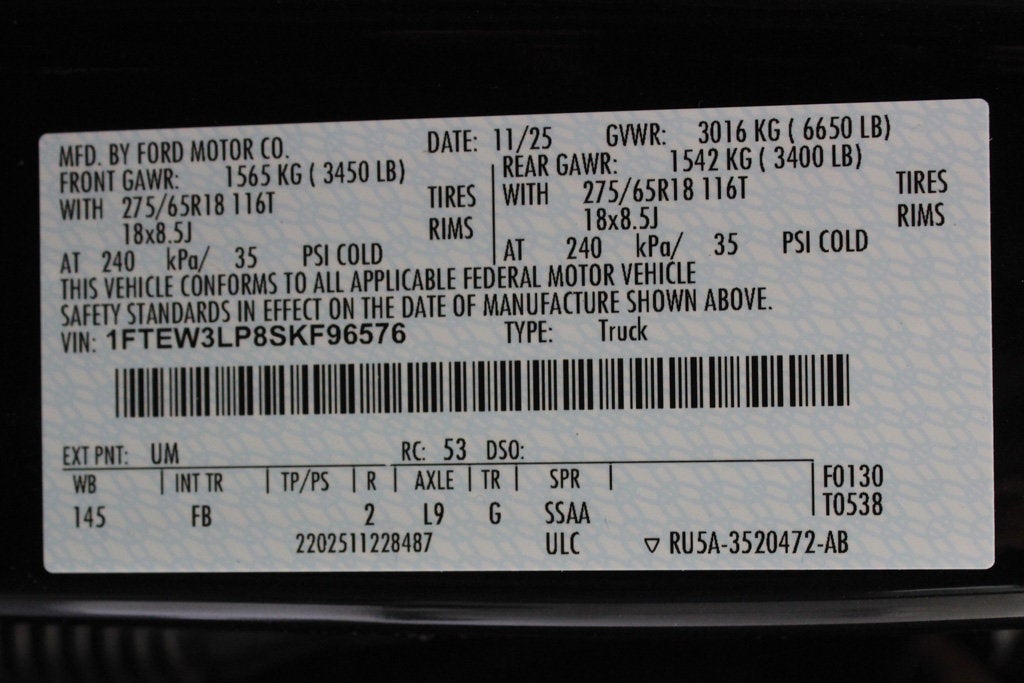 MFD. BY FORD MOTOR CO. DATE: 11/25 GVWR: 3016 KG ( 6650 LB)
FRONT GAWR: 1565 KG ( 3450 LB) REAR GAWR: 1542 KG ( 3400 LB)
WITH 275/65R18 116T TIRES WITH 275/65R18 116T TIRES
18x8.5J RIMS 18x8.5J RIMS
AT 240 kPa/ 35 PSI COLD AT 240 kPa/ 35 PSI COLD
THIS VEHICLE CONFORMS TO ALL APPLICABLE FEDERAL MOTOR VEHICLE
SAFETY STANDARDS IN EFFECT ON THE DATE OF MANUFACTURE SHOWN ABOVE.
VIN: 1FTEW3LP8SKF96576 TYPE: Truck
EXT PNT: UM RC: 53 DSO:
WB INT TR TP/PS R AXLE TR SPR F0130
145 FB 2 L9 G SSAA T0538
2202511228487 ULC ▽ RU5A-3520472-AB